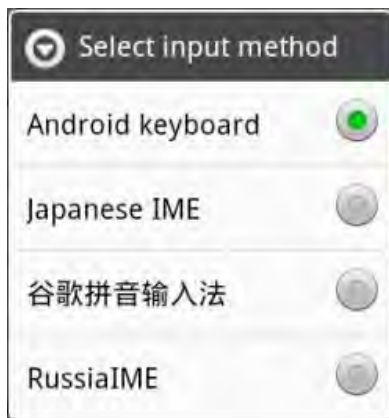 Select input method
Android keyboard
Japanese IME
谷歌拼音输入法
RussiaIME